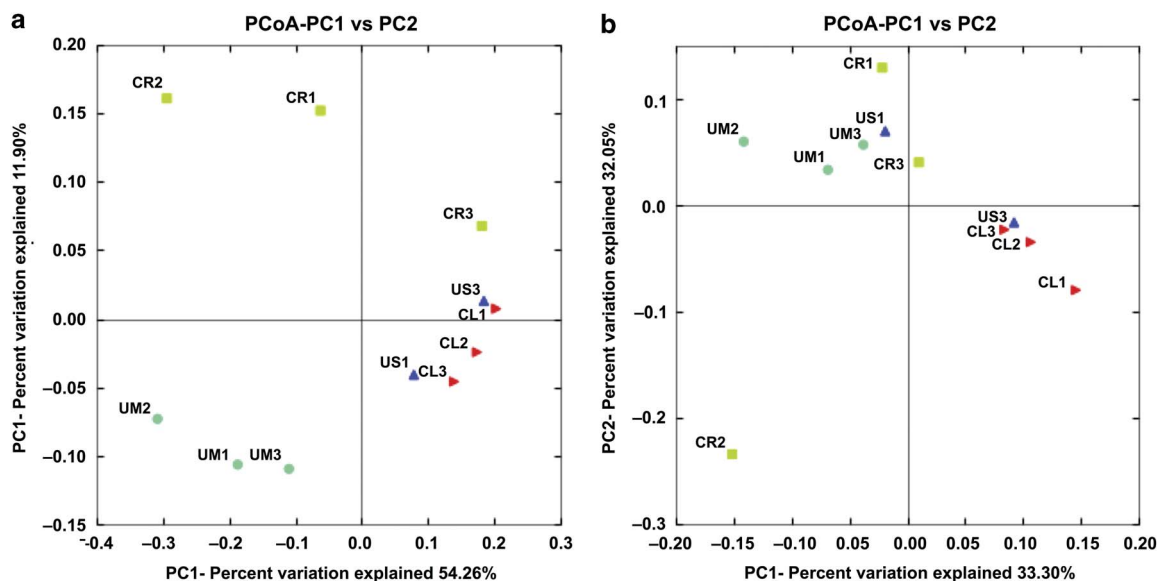 a
PCoA-PC1 vs PC2
PC1- Percent variation explained 11.90%
0.20
0.15
0.10
0.05
0.00
–0.05
–0.10
–0.15
CR2
CR1
CR3
US3
CL1
CL2
US1
CL3
UM2
UM1
UM3
-0.4
–0.3
–0.2
–0.1
0.0
0.1
0.2
0.3
PC1- Percent variation explained 54.26%
b
PCoA-PC1 vs PC2
PC2- Percent variation explained 32.05%
0.1
0.0
–0.1
–0.2
–0.3
CR1
US1
UM2
UM3
UM1
CR3
US3
CL3
CL2
CL1
CR2
–0.20
–0.15
–0.10
–0.05
0.00
0.05
0.10
0.15
0.20
PC1- Percent variation explained 33.30%